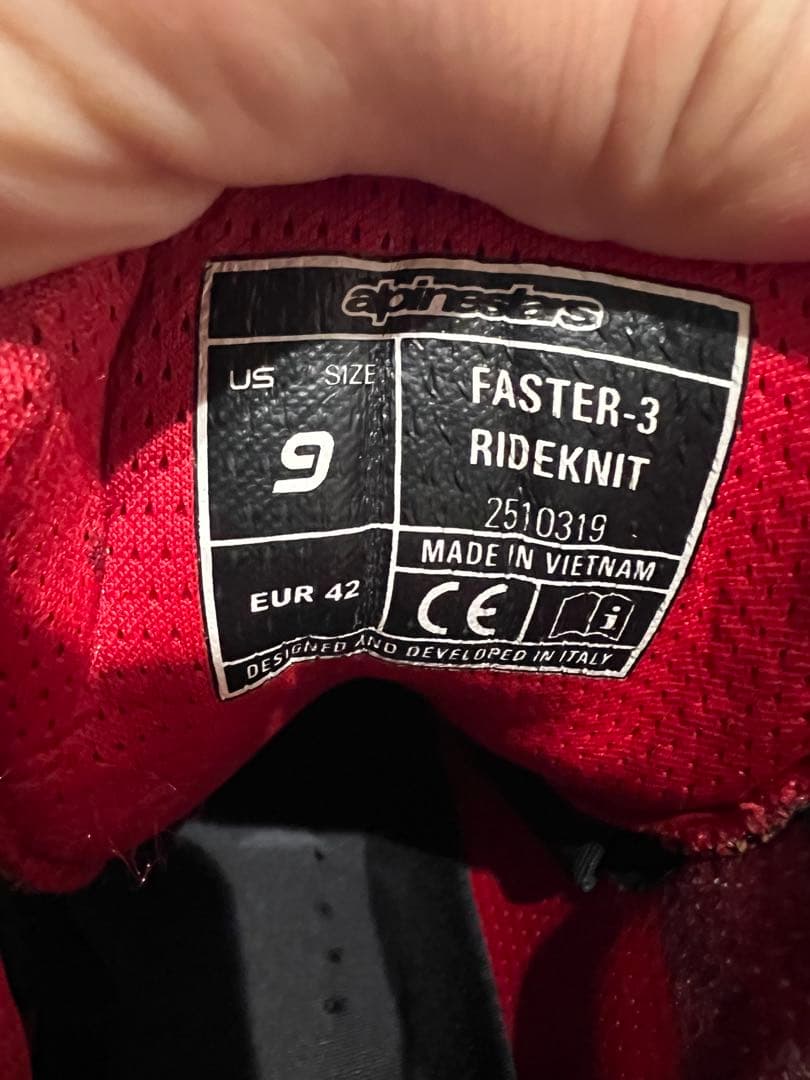 alpinestars
US SIZE
9
FASTER-3
RIDEKNIT
2510319
EUR 42
MADE IN VIETNAM
CE
i
DESIGNED AND DEVELOPED IN ITALY